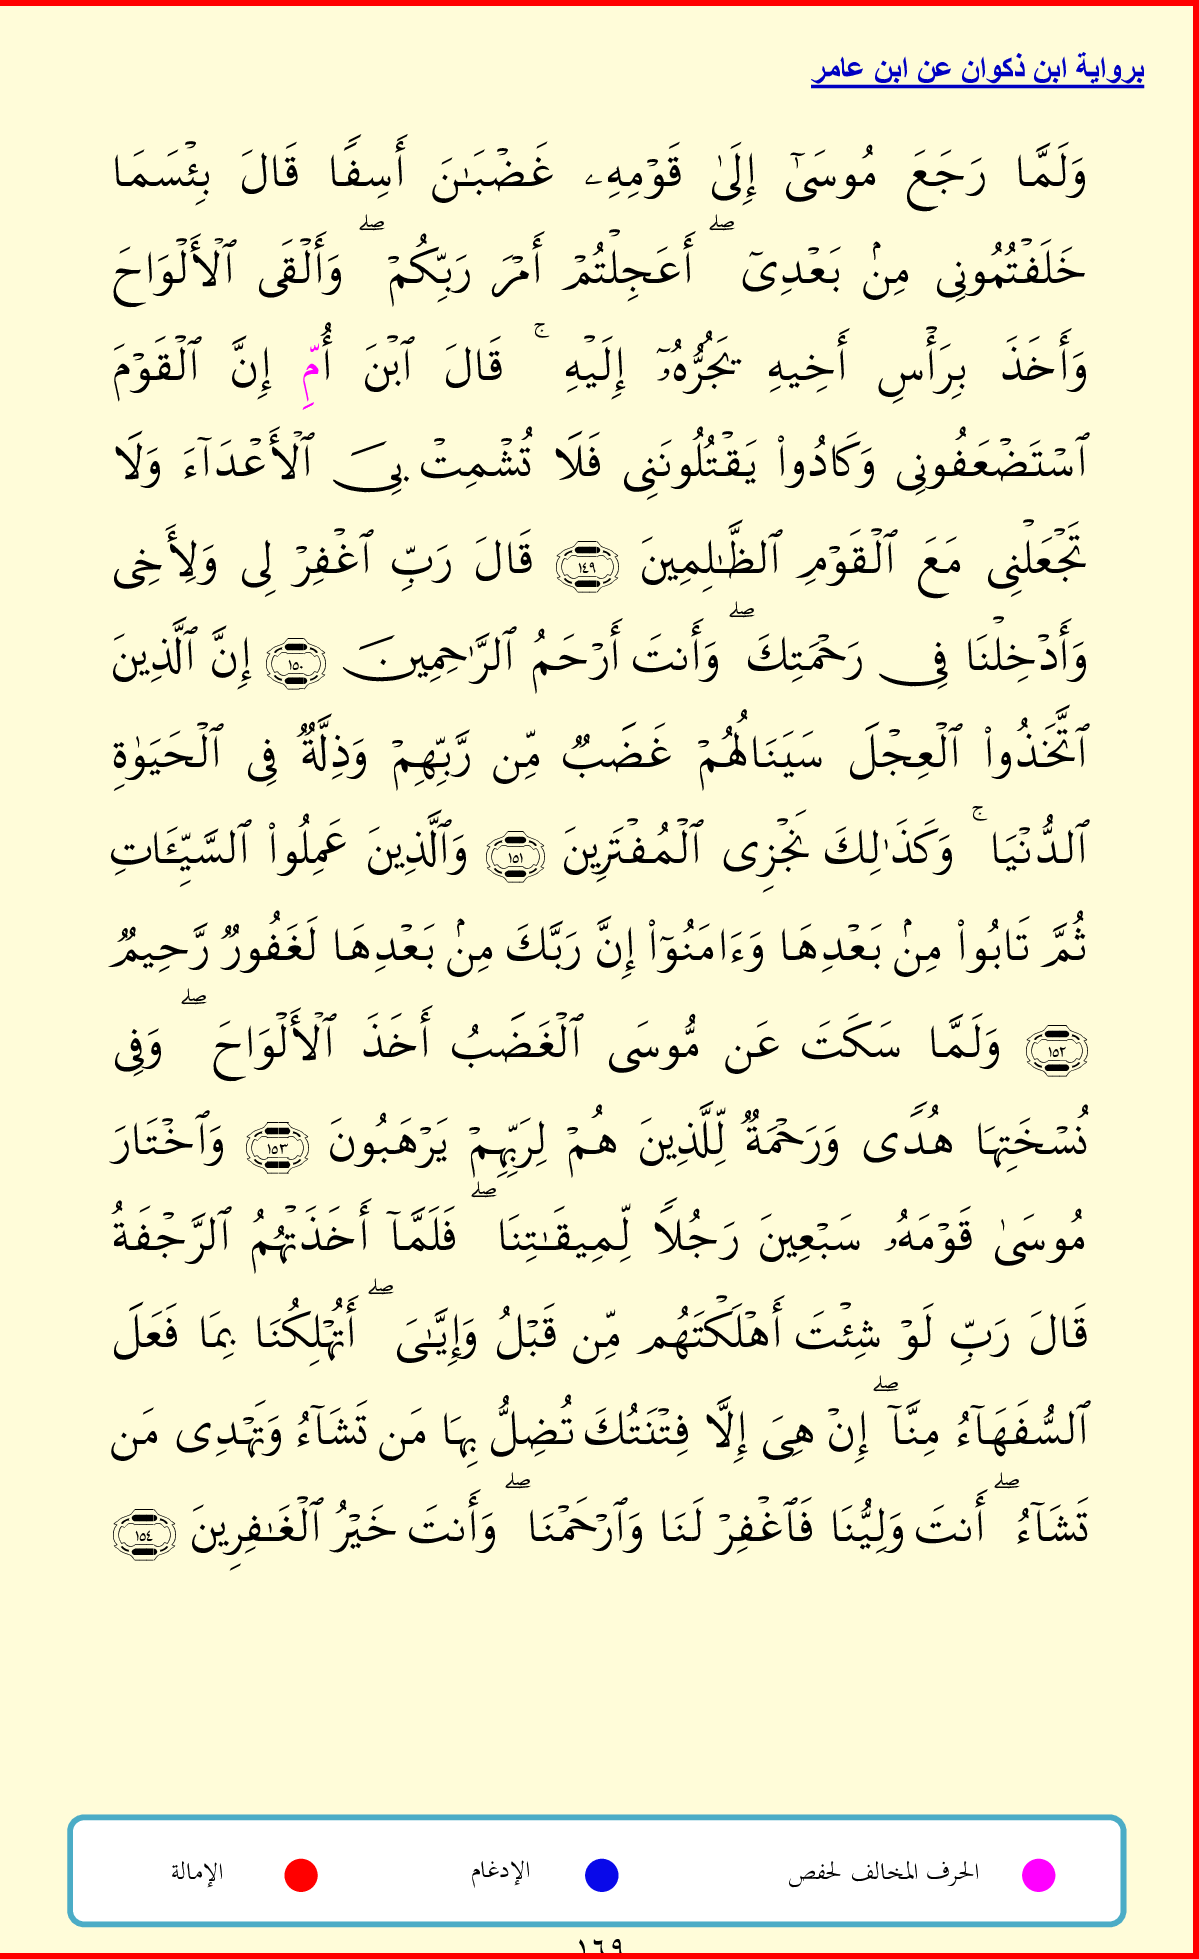 برواية ابن ذكوان عن ابن عامر
وَلَمَّا رَجَعَ مُوسَىٰٓ إِلَىٰ قَوْمِهِۦ غَضْبَـٰنَ أَسِفًا قَالَ بِئْسَمَا
خَلَفْتُمُونِى مِنۢ بَعْدِىٓ ۖ أَعَجِلْتُمْ أَمْرَ رَبِّكُمْ ۖ وَأَلْقَى ٱلْأَلْوَاحَ
وَأَخَذَ بِرَأْسِ أَخِيهِ يَجُرُّهُۥٓ إِلَيْهِ ۚ قَالَ ٱبْنَ أُمِّ إِنَّ ٱلْقَوْمَ
ٱسْتَضْعَفُونِى وَكَادُوا۟ يَقْتُلُونَنِى فَلَا تُشْمِتْ بِىَ ٱلْأَعْدَآءَ وَلَا
تَجْعَلْنِى مَعَ ٱلْقَوْمِ ٱلظَّـٰلِمِينَ ١٤٩ قَالَ رَبِّ ٱغْفِرْ لِى وَلِأَخِى
وَأَدْخِلْنَا فِى رَحْمَتِكَ ۖ وَأَنتَ أَرْحَمُ ٱلرَّٰحِمِينَ ١٥٠ إِنَّ ٱلَّذِينَ
ٱتَّخَذُوا۟ ٱلْعِجْلَ سَيَنَالُهُمْ غَضَبٌ مِّن رَّبِّهِمْ وَذِلَّةٌ فِى ٱلْحَيَوٰةِ
ٱلدُّنْيَا ۚ وَكَذَٰلِكَ نَجْزِى ٱلْمُفْتَرِينَ ١٥١ وَٱلَّذِينَ عَمِلُوا۟ ٱلسَّيِّـَٔاتِ
ثُمَّ تَابُوا۟ مِنۢ بَعْدِهَا وَءَامَنُوٓا۟ إِنَّ رَبَّكَ مِنۢ بَعْدِهَا لَغَفُورٌ رَّحِيمٌ
١٥٢ وَلَمَّا سَكَتَ عَن مُّوسَى ٱلْغَضَبُ أَخَذَ ٱلْأَلْوَاحَ ۖ وَفِى
نُسْخَتِهَا هُدًى وَرَحْمَةٌ لِّلَّذِينَ هُمْ لِرَبِّهِمْ يَرْهَبُونَ ١٥٣ وَٱخْتَارَ
مُوسَىٰ قَوْمَهُۥ سَبْعِينَ رَجُلًا لِّمِيقَـٰتِنَا ۖ فَلَمَّآ أَخَذَتْهُمُ ٱلرَّجْفَةُ
قَالَ رَبِّ لَوْ شِئْتَ أَهْلَكْتَهُم مِّن قَبْلُ وَإِيَّـٰىَ ۖ أَتُهْلِكُنَا بِمَا فَعَلَ
ٱلسُّفَهَآءُ مِنَّآ ۖ إِنْ هِىَ إِلَّا فِتْنَتُكَ تُضِلُّ بِهَا مَن تَشَآءُ وَتَهْدِى مَن
تَشَآءُ ۖ أَنتَ وَلِيُّنَا فَٱغْفِرْ لَنَا وَٱرْحَمْنَا ۖ وَأَنتَ خَيْرُ ٱلْغَـٰفِرِينَ ١٥٤
الحرف المخالف لحفص الإدغام الإمالة
١٦٩